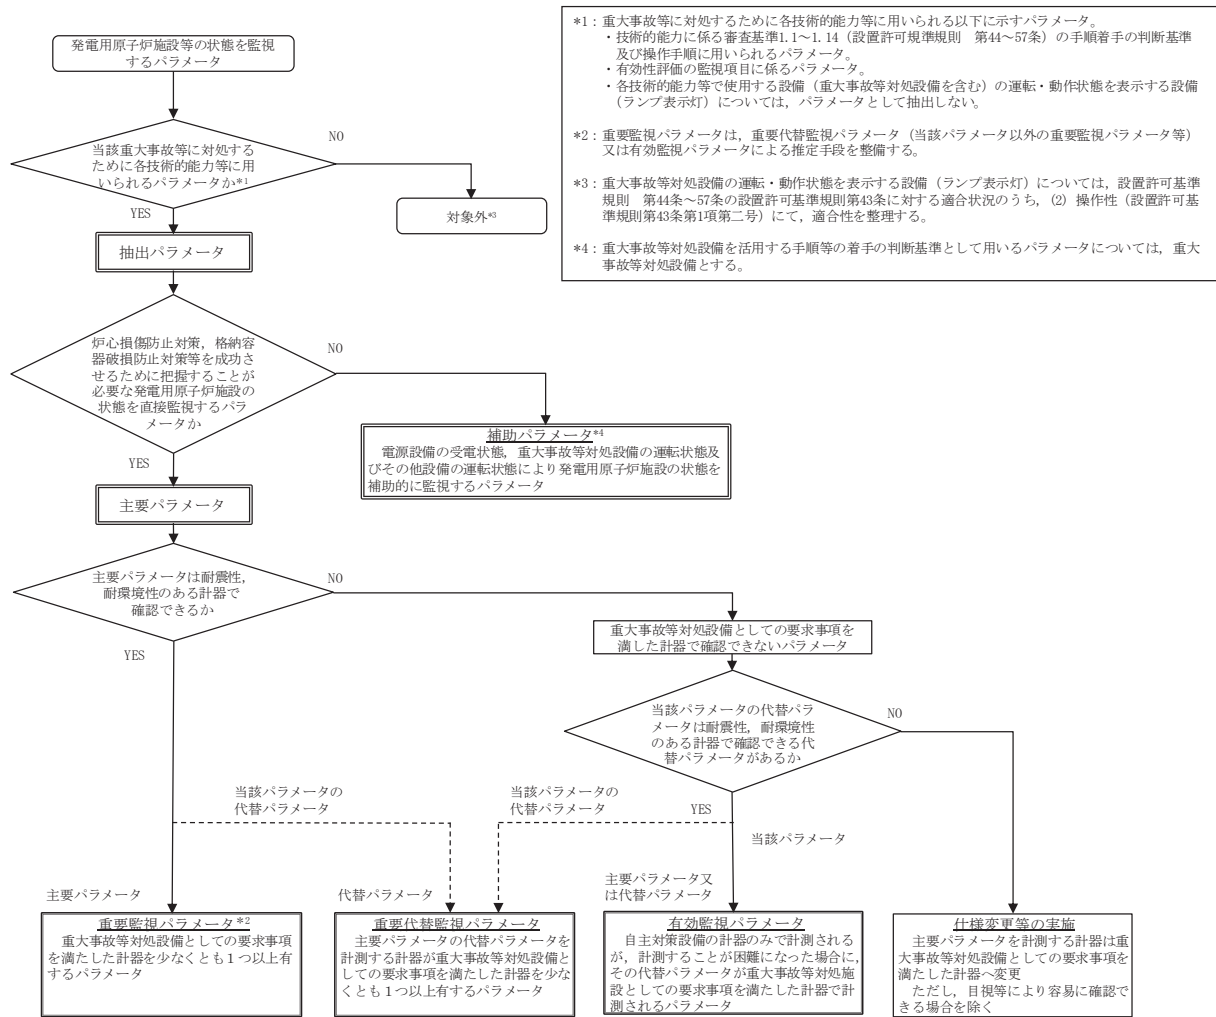 発電用原子炉施設等の状態を監視
するパラメータ
当該重大事故等に対処する
ために各技術的能力等に用
いられるパラメータか*1
NO
YES
対象外*3
抽出パラメータ
炉心損傷防止対策，格納容
器破損防止対策等を成功さ
せるために把握することが
必要な発電用原子炉施設の
状態を直接監視するパラ
メータか
NO
YES
補助パラメータ*4
電源設備の受電状態，重大事故等対処設備の運転状態及
びその他設備の運転状態により発電用原子炉施設の状態を
補助的に監視するパラメータ
主要パラメータ
主要パラメータは耐震性，
耐環境性のある計器で
確認できるか
NO
YES
重大事故等対処設備としての要求事項を
満した計器で確認できないパラメータ
当該パラメータの代替パラ
メータは耐震性，耐環境性
のある計器で確認できる代
替パラメータがあるか
NO
YES
当該パラメータの
代替パラメータ
当該パラメータの
代替パラメータ
当該パラメータ
主要パラメータ
代替パラメータ
主要パラメータ又
は代替パラメータ
重要監視パラメータ*2
重大事故等対処設備としての要求事項
を満たした計器を少なくとも１つ以上有
するパラメータ
重要代替監視パラメータ
主要パラメータの代替パラメータを
計測する計器が重大事故等対処設備
としての要求事項を満たした計器を少な
くとも１つ以上有するパラメータ
有効監視パラメータ
自主対策設備の計器のみで計測される
が，計測することが困難になった場合に，
その代替パラメータが重大事故等対処施
設としての要求事項を満たした計器で計
測されるパラメータ
仕様変更等の実施
主要パラメータを計測する計器は重
大事故等対処設備としての要求事項を
満たした計器へ変更
ただし，目視等により容易に確認で
きる場合を除く
*1：重大事故等に対処するために各技術的能力等に用いられる以下に示すパラメータ。
・技術的能力に係る審査基準1.1～1.14（設置許可規準規則　第44～57条）の手順着手の判断基準
及び操作手順に用いられるパラメータ。
・有効性評価の監視項目に係るパラメータ。
・各技術的能力等で使用する設備（重大事故等対処設備を含む）の運転・動作状態を表示する設備
（ランプ表示灯）については，パラメータとして抽出しない。
*2：重要監視パラメータは，重要代替監視パラメータ（当該パラメータ以外の重要監視パラメータ等）
又は有効監視パラメータによる推定手段を整備する。
*3：重大事故等対処設備の運転・動作状態を表示する設備（ランプ表示灯）については，設置許可基準
規則　第44条～57条の設置許可基準規則第43条に対する適合状況のうち，(2) 操作性（設置許可基
準規則第43条第1項第二号）にて，適合性を整理する。
*4：重大事故等対処設備を活用する手順等の着手の判断基準として用いるパラメータについては，重大
事故等対処設備とする。